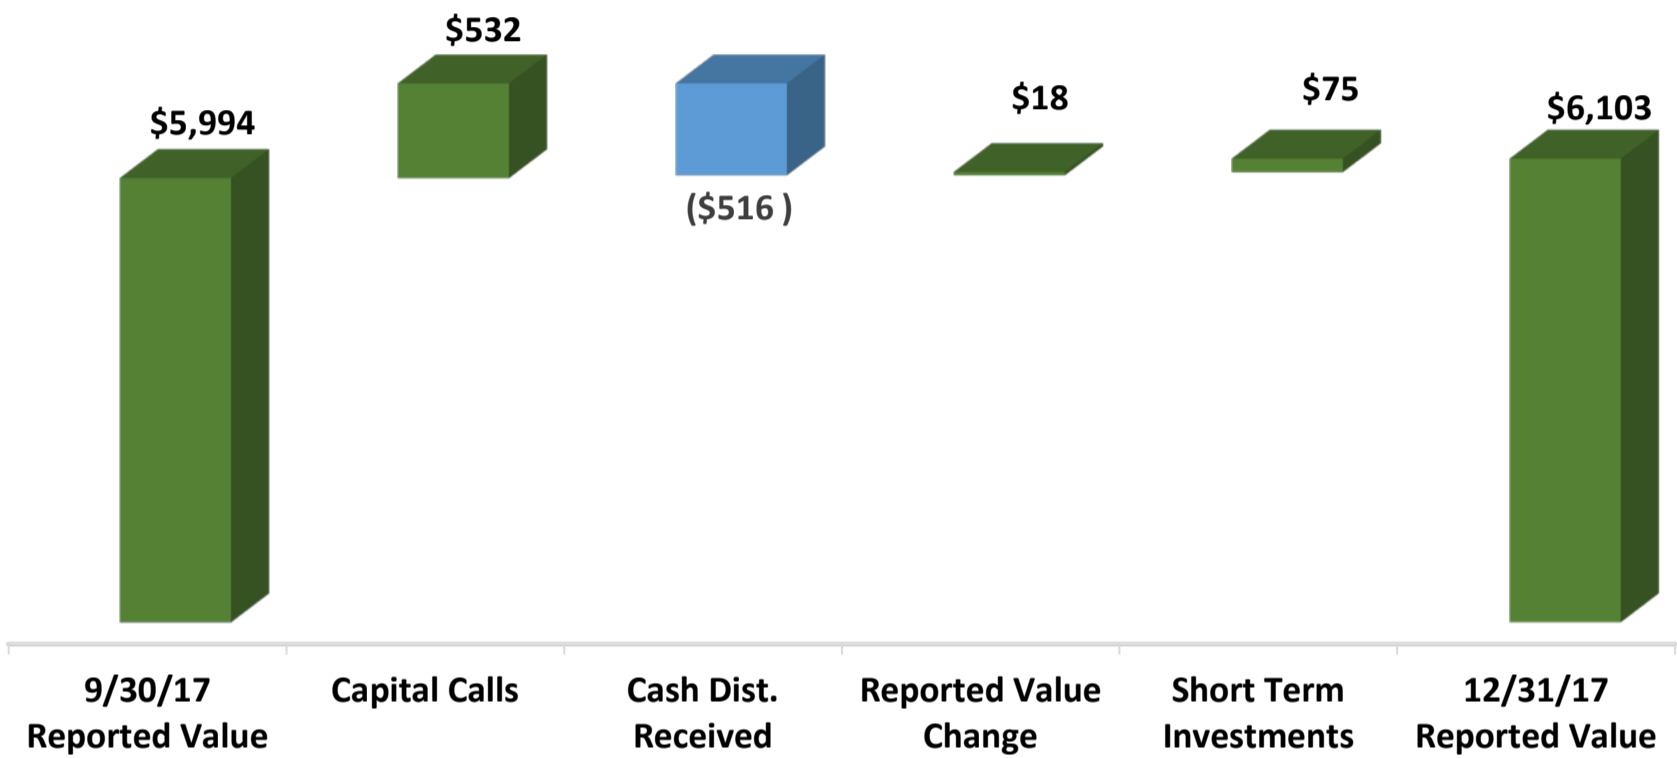 $532
$5,994
($516 )
$18
$75
$6,103
9/30/17
Reported Value
Capital Calls
Cash Dist.
Received
Reported Value
Change
Short Term
Investments
12/31/17
Reported Value